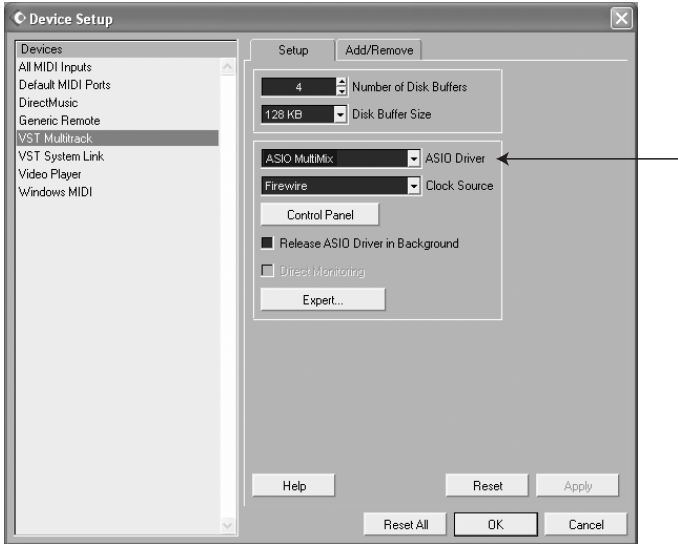 Device Setup
Devices
All MIDI Inputs
Default MIDI Ports
DirectMusic
Generic Remote
VST Multitrack
VST System Link
Video Player
Windows MIDI
Setup
Add/Remove
4 Number of Disk Buffers
128 KB Disk Buffer Size
ASIO MultiMix ASIO Driver
Firewire Clock Source
Control Panel
Release ASIO Driver in Background
Direct Monitoring
Expert...
Help
Reset
Apply
Reset All
OK
Cancel